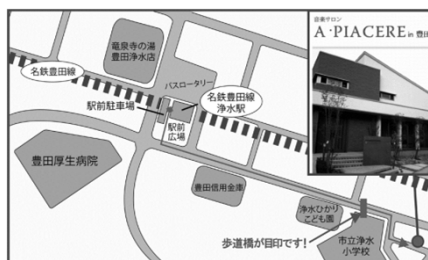 竜泉寺の湯
豊田浄水店
名鉄豊田線
バスロータリー
名鉄豊田線
浄水駅
駅前駐車場
駅前
広場
豊田厚生病院
豊田信用金庫
浄水ひかり
こども園
歩道橋が目印です!
市立浄水
小学校
音楽サロン
A・PIACERE in 豊田